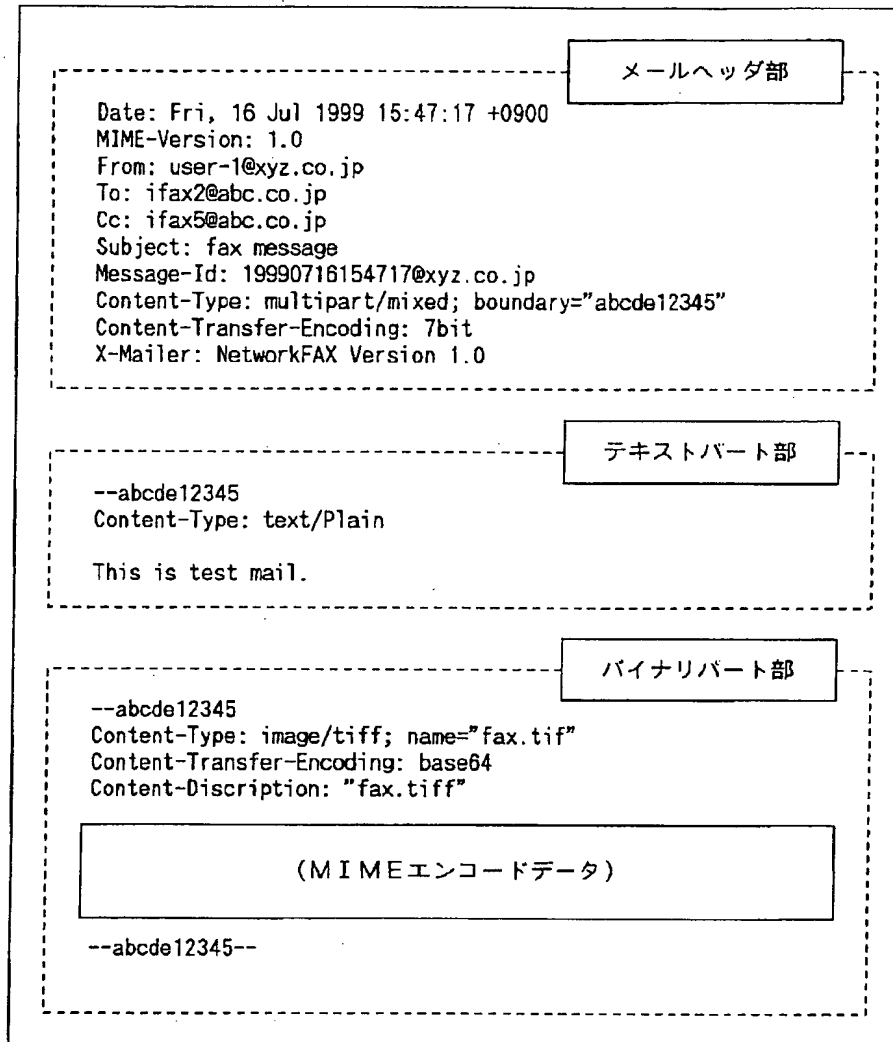 メールヘッダ部
Date: Fri, 16 Jul 1999 15:47:17 +0900
MIME-Version: 1.0
From: user-1@xyz.co.jp
To: ifax2@abc.co.jp
Cc: ifax5@abc.co.jp
Subject: fax message
Message-Id: 19990716154717@xyz.co.jp
Content-Type: multipart/mixed; boundary="abcde12345"
Content-Transfer-Encoding: 7bit
X-Mailer: NetworkFAX Version 1.0
テキストパート部
--abcde12345
Content-Type: text/Plain
This is test mail.
バイナリパート部
--abcde12345
Content-Type: image/tiff; name="fax.tif"
Content-Transfer-Encoding: base64
Content-Discription: "fax.tiff"
(MIMEエンコードデータ)
--abcde12345--